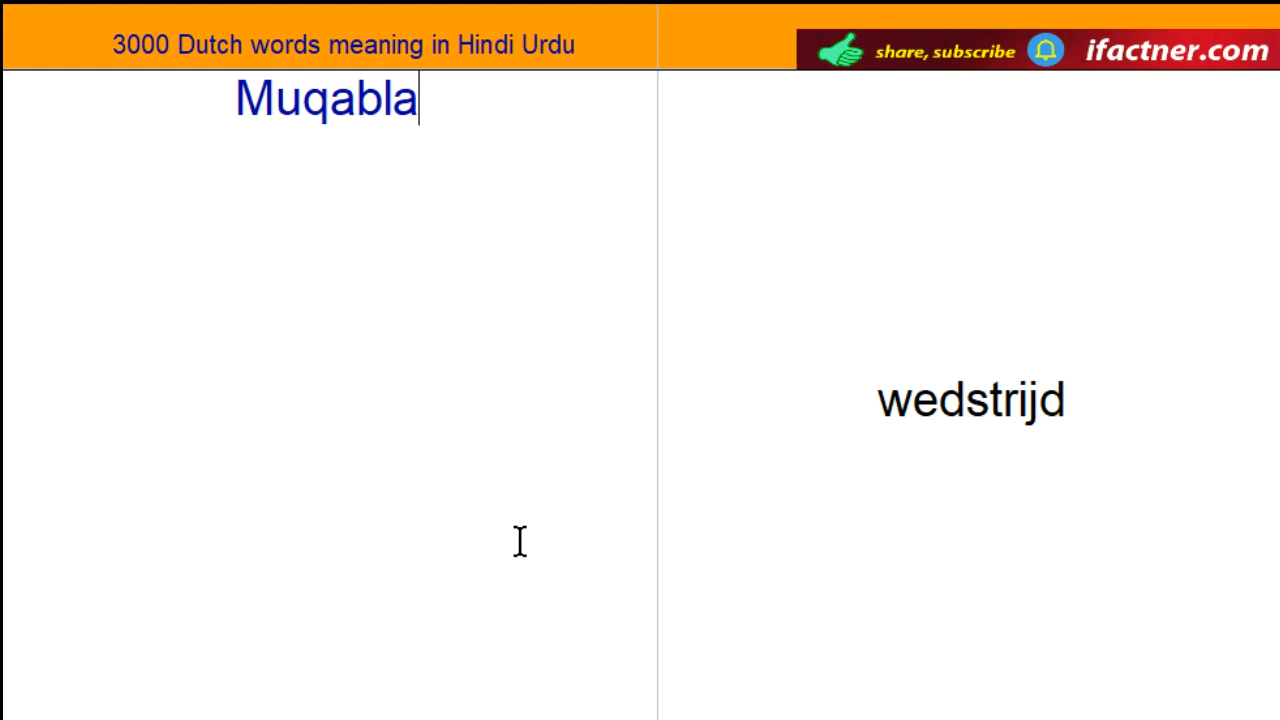 3000 Dutch words meaning in Hindi Urdu
share, subscribe
ifactner.com
Muqabla
wedstrijd